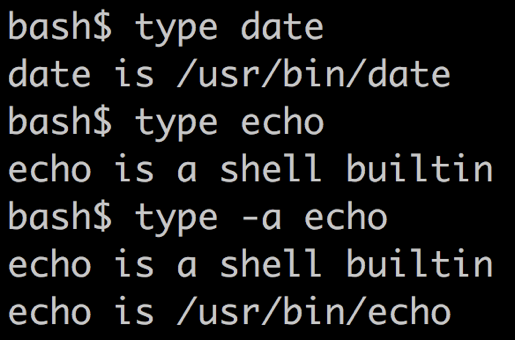 bash$ type date
date is /usr/bin/date
bash$ type echo
echo is a shell builtin
bash$ type -a echo
echo is a shell builtin
echo is /usr/bin/echo